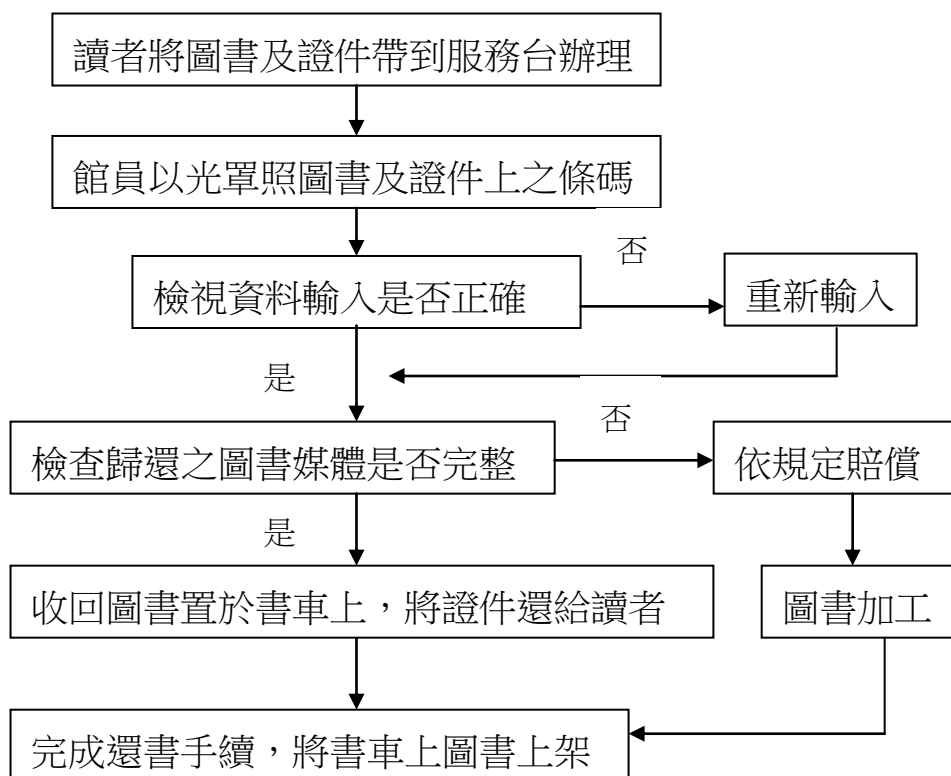 讀者將圖書及證件帶到服務台辦理
館員以光罩照圖書及證件上之條碼
否
檢視資料輸入是否正確
重新輸入
是
否
檢查歸還之圖書媒體是否完整
依規定賠償
是
收回圖書置於書車上，將證件還給讀者
圖書加工
完成還書手續，將書車上圖書上架